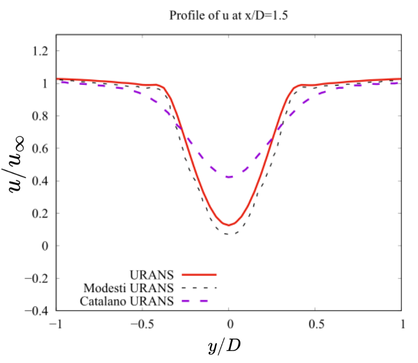 Profile of u at x/D=1.5
1.2
1
0.8
0.6
0.4
0.2
0
−0.2
−0.4
u/u∞
URANS
Modesti URANS
Catalano URANS
−1
−0.5
0
0.5
1
y/D